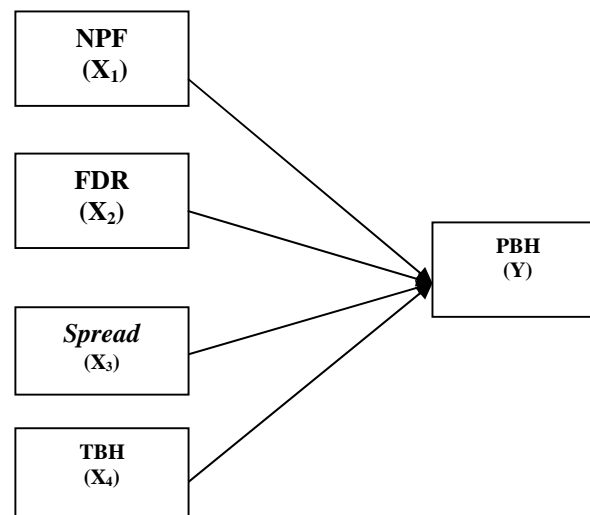 NPF
(X₁)
FDR
(X₂)
Spread
(X₃)
TBH
(X₄)
PBH
(Y)